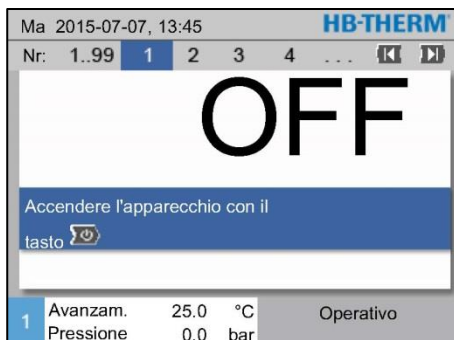 Ma 2015-07-07, 13:45 HB-THERM
Nr: 1..99 1 2 3 4 ...
OFF
Accendere l'apparecchio con il
tasto
1 Avanzam. 25.0 °C Operativo
Pressione 0.0 bar